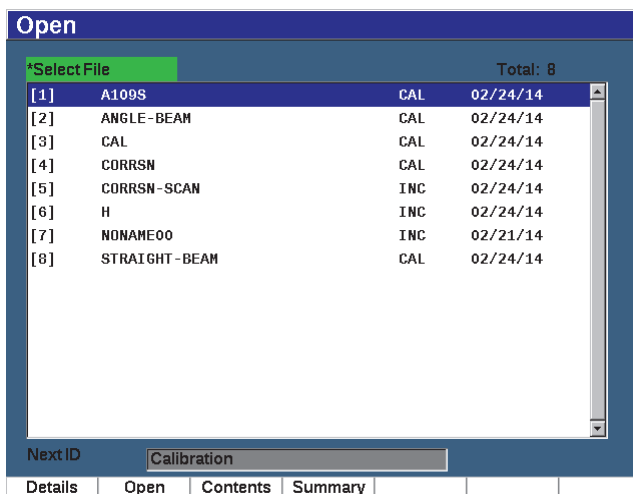 Open
*Select File Total: 8
[1] A109S CAL 02/24/14
[2] ANGLE-BEAM CAL 02/24/14
[3] CAL CAL 02/24/14
[4] CORRSN CAL 02/24/14
[5] CORRSN-SCAN INC 02/24/14
[6] H INC 02/24/14
[7] NONAME00 INC 02/21/14
[8] STRAIGHT-BEAM CAL 02/24/14
Next ID Calibration
Details Open Contents Summary